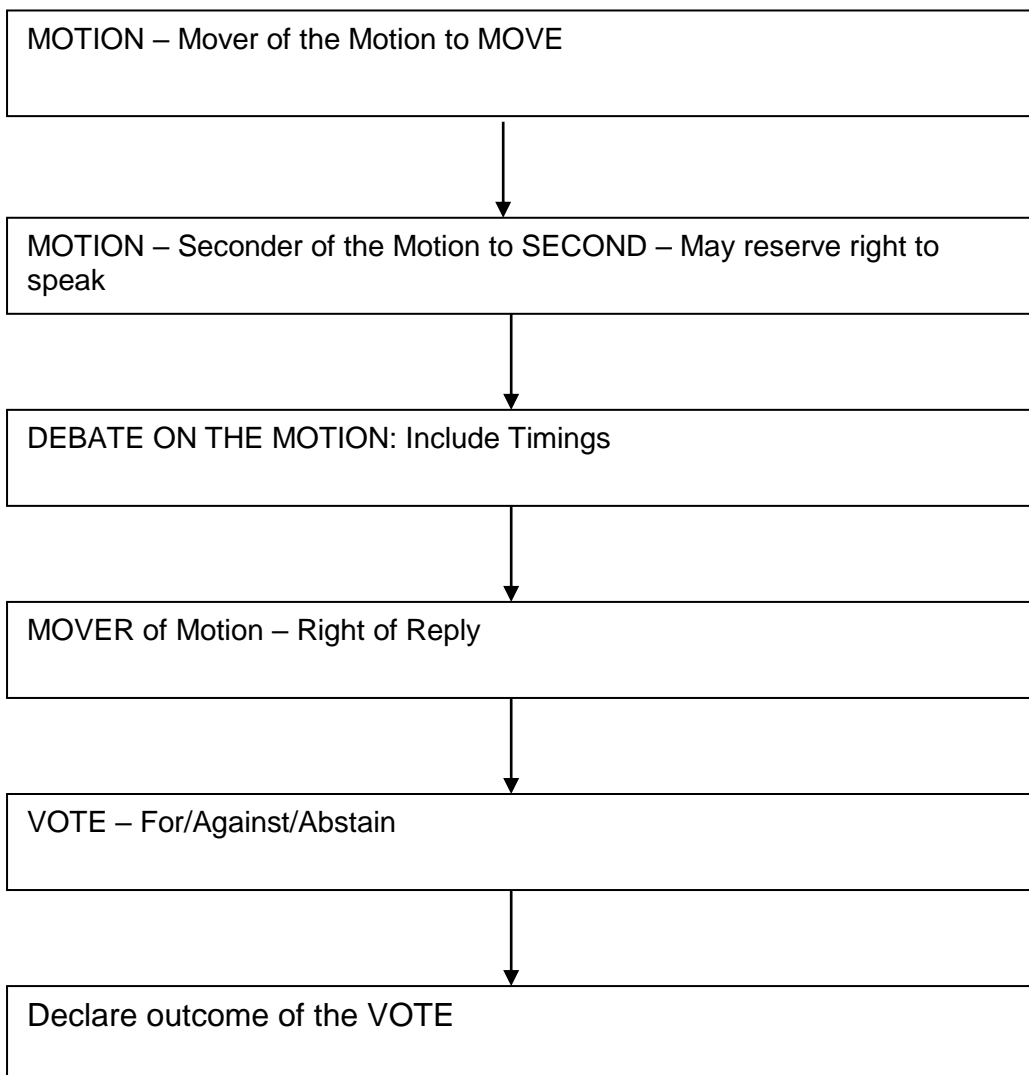 MOTION – Mover of the Motion to MOVE
MOTION – Seconder of the Motion to SECOND – May reserve right to
speak
DEBATE ON THE MOTION: Include Timings
MOVER of Motion – Right of Reply
VOTE – For/Against/Abstain
Declare outcome of the VOTE